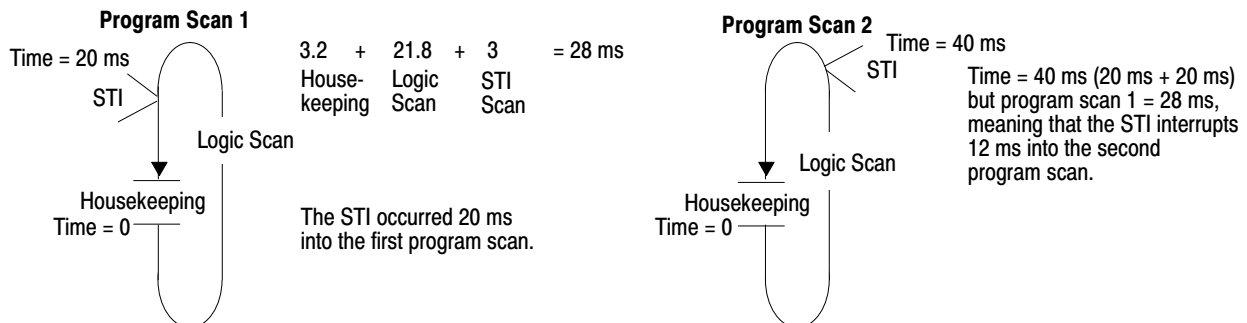 Program Scan 1
Time = 20 ms
STI
3.2 + 21.8 + 3 = 28 ms
House- Logic STI
keeping Scan Scan
Logic Scan
Housekeeping
Time = 0
The STI occurred 20 ms
into the first program scan.
Program Scan 2
Time = 40 ms
STI
Time = 40 ms (20 ms + 20 ms)
but program scan 1 = 28 ms,
meaning that the STI interrupts
12 ms into the second
program scan.
Logic Scan
Housekeeping
Time = 0